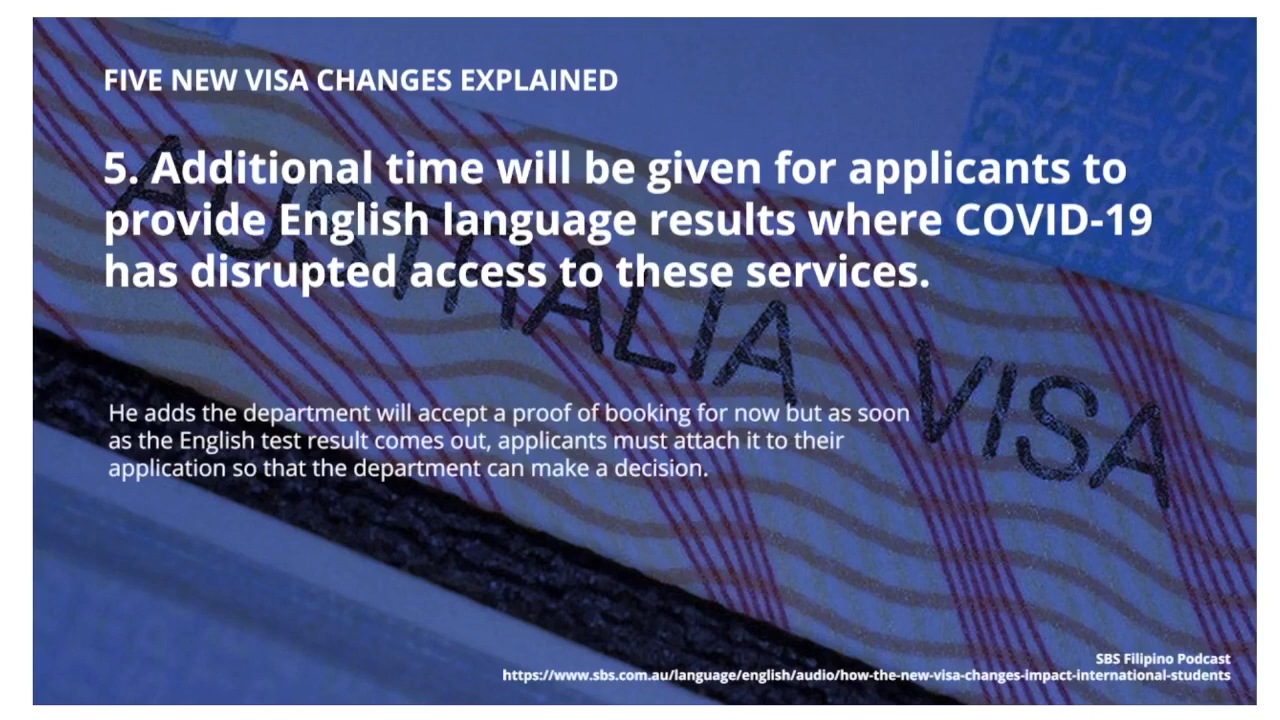 FIVE NEW VISA CHANGES EXPLAINED
5. Additional time will be given for applicants to
provide English language results where COVID-19
has disrupted access to these services.
AUSTRALIA VISA
He adds the department will accept a proof of booking for now but as soon
as the English test result comes out, applicants must attach it to their
application so that the department can make a decision.
SBS Filipino Podcast
https://www.sbs.com.au/language/english/audio/how-the-new-visa-changes-impact-international-students